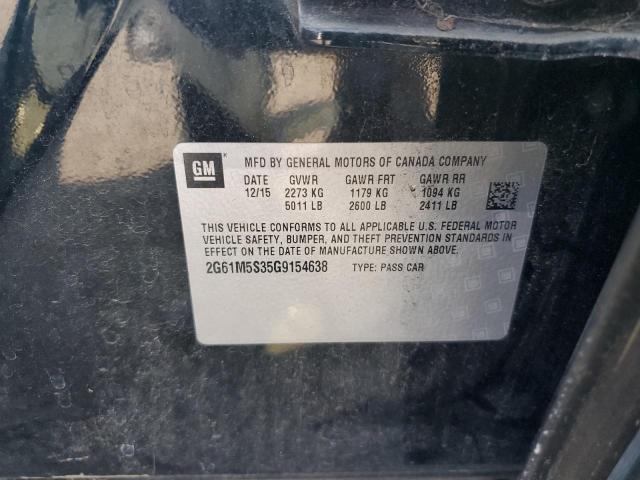 GM
MFD BY GENERAL MOTORS OF CANADA COMPANY
DATE GVWR GAWR FRT GAWR RR
12/15 2273 KG 1179 KG 1094 KG
5011 LB 2600 LB 2411 LB
THIS VEHICLE CONFORMS TO ALL APPLICABLE U.S. FEDERAL MOTOR
VEHICLE SAFETY, BUMPER, AND THEFT PREVENTION STANDARDS IN
EFFECT ON THE DATE OF MANUFACTURE SHOWN ABOVE.
2G61M5S35G9154638 TYPE: PASS CAR